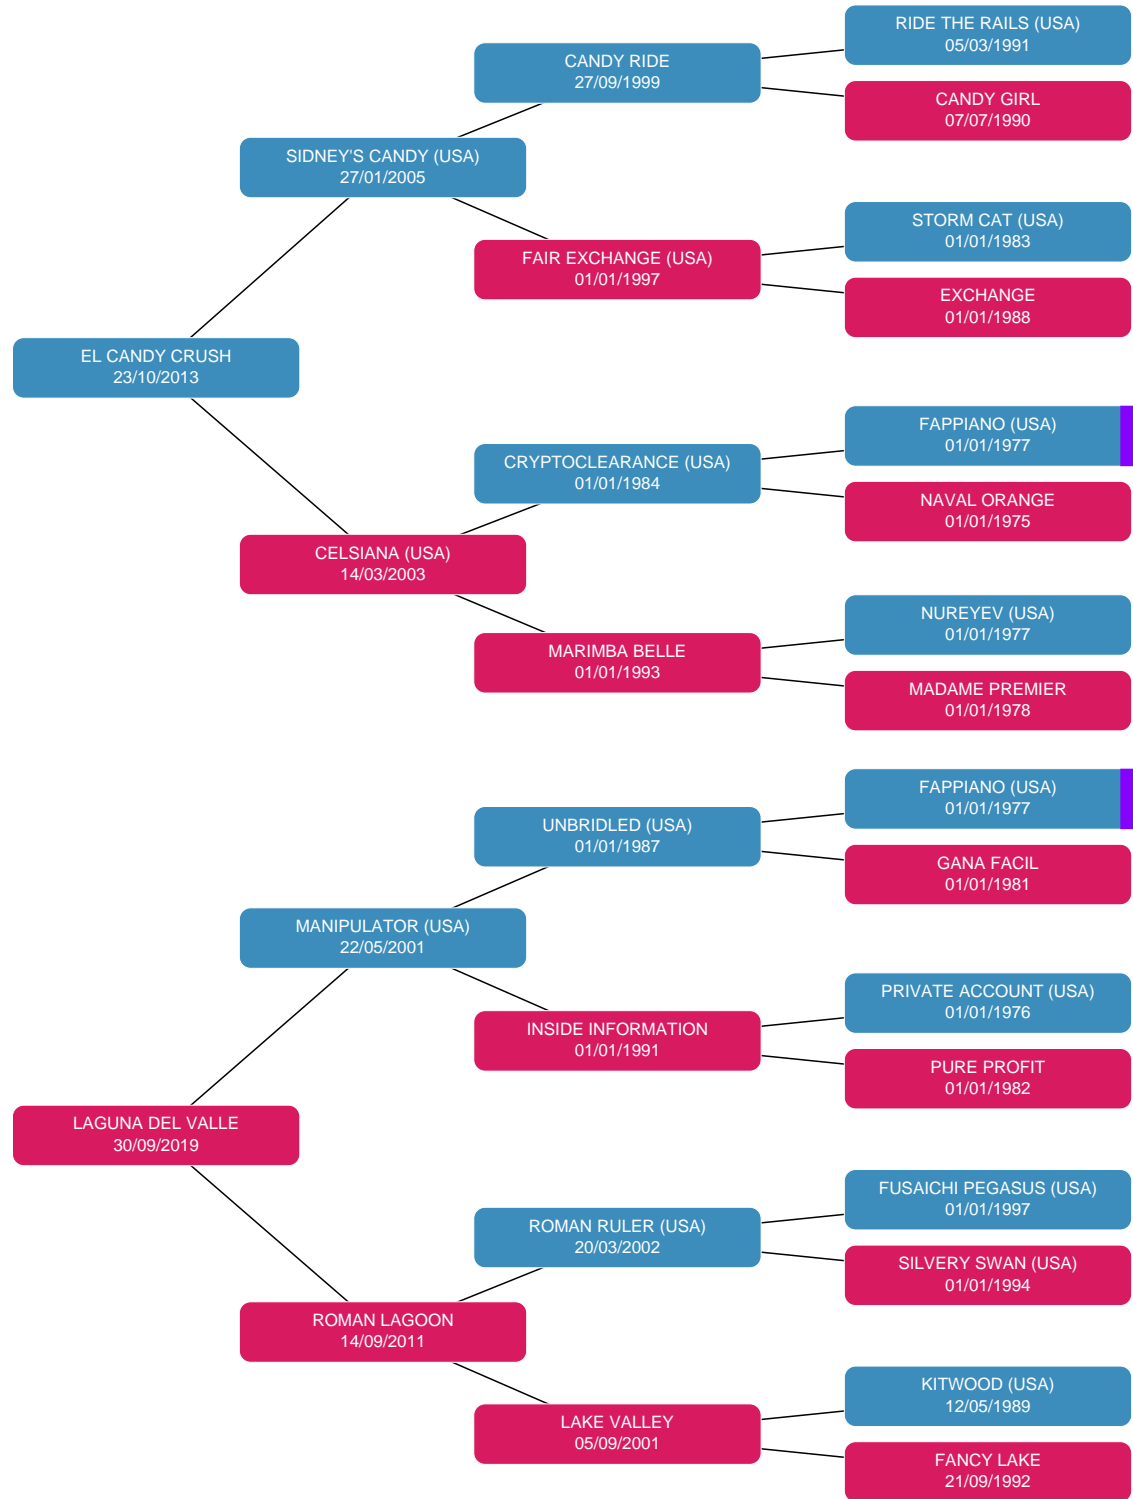 RIDE THE RAILS (USA)
05/03/1991
CANDY RIDE
27/09/1999
CANDY GIRL
07/07/1990
SIDNEY'S CANDY (USA)
27/01/2005
STORM CAT (USA)
01/01/1983
FAIR EXCHANGE (USA)
01/01/1997
EXCHANGE
01/01/1988
EL CANDY CRUSH
23/10/2013
FAPPIANO (USA)
01/01/1977
CRYPTOCLEARANCE (USA)
01/01/1984
NAVAL ORANGE
01/01/1975
CELSIANA (USA)
14/03/2003
NUREYEV (USA)
01/01/1977
MARIMBA BELLE
01/01/1993
MADAME PREMIER
01/01/1978
FAPPIANO (USA)
01/01/1977
UNBRIDLED (USA)
01/01/1987
GANA FACIL
01/01/1981
MANIPULATOR (USA)
22/05/2001
PRIVATE ACCOUNT (USA)
01/01/1976
INSIDE INFORMATION
01/01/1991
PURE PROFIT
01/01/1982
LAGUNA DEL VALLE
30/09/2019
FUSAICHI PEGASUS (USA)
01/01/1997
ROMAN RULER (USA)
20/03/2002
SILVERY SWAN (USA)
01/01/1994
ROMAN LAGOON
14/09/2011
KITWOOD (USA)
12/05/1989
LAKE VALLEY
05/09/2001
FANCY LAKE
21/09/1992